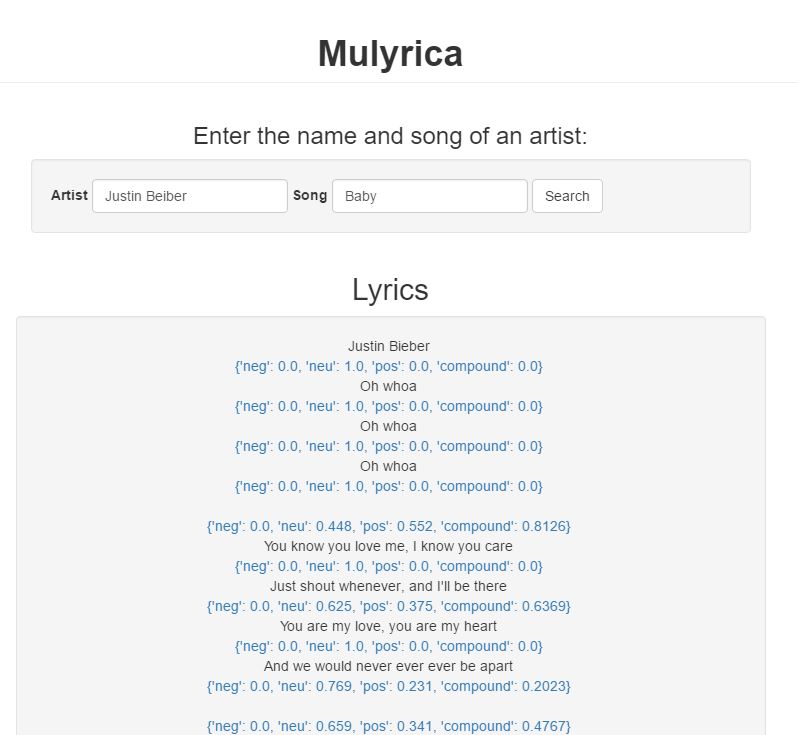 Mulyrica
Enter the name and song of an artist:
Artist Justin Beiber Song Baby Search
Lyrics
Justin Bieber
{'neg': 0.0, 'neu': 1.0, 'pos': 0.0, 'compound': 0.0}
Oh whoa
{'neg': 0.0, 'neu': 1.0, 'pos': 0.0, 'compound': 0.0}
Oh whoa
{'neg': 0.0, 'neu': 1.0, 'pos': 0.0, 'compound': 0.0}
Oh whoa
{'neg': 0.0, 'neu': 1.0, 'pos': 0.0, 'compound': 0.0}
{'neg': 0.0, 'neu': 0.448, 'pos': 0.552, 'compound': 0.8126}
You know you love me, I know you care
{'neg': 0.0, 'neu': 1.0, 'pos': 0.0, 'compound': 0.0}
Just shout whenever, and I'll be there
{'neg': 0.0, 'neu': 0.625, 'pos': 0.375, 'compound': 0.6369}
You are my love, you are my heart
{'neg': 0.0, 'neu': 1.0, 'pos': 0.0, 'compound': 0.0}
And we would never ever ever be apart
{'neg': 0.0, 'neu': 0.769, 'pos': 0.231, 'compound': 0.2023}
{'neg': 0.0, 'neu': 0.659, 'pos': 0.341, 'compound': 0.4767}